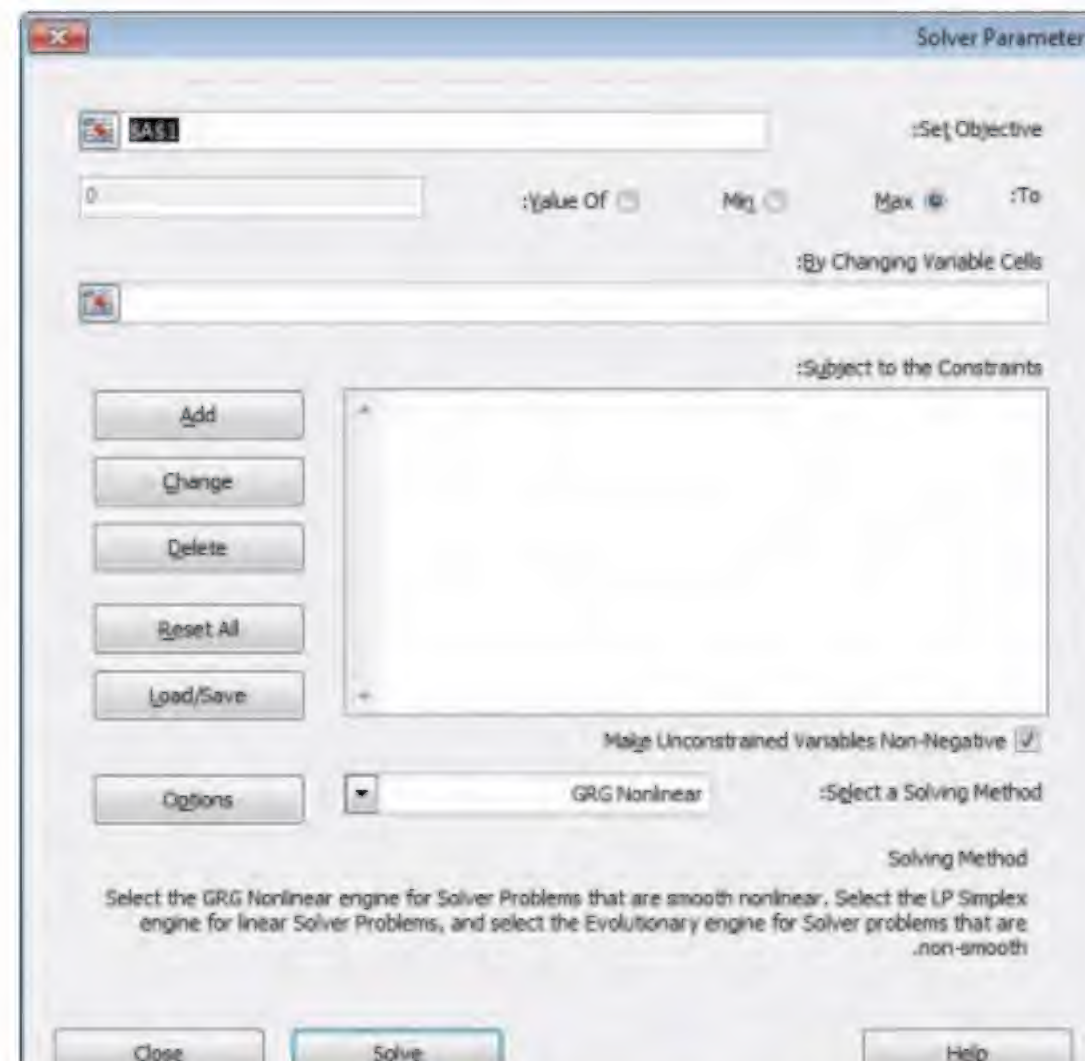 Solver Parameter
:Set Objective
$A$1
:To
Max
Min
:Value Of
0
:By Changing Variable Cells
:Subject to the Constraints
Add
Change
Delete
Reset All
Load/Save
Make Unconstrained Variables Non-Negative
:Select a Solving Method
GRG Nonlinear
Options
Solving Method
Select the GRG Nonlinear engine for Solver Problems that are smooth nonlinear. Select the LP Simplex
engine for linear Solver Problems, and select the Evolutionary engine for Solver problems that are
.non-smooth
Help
Solve
Close